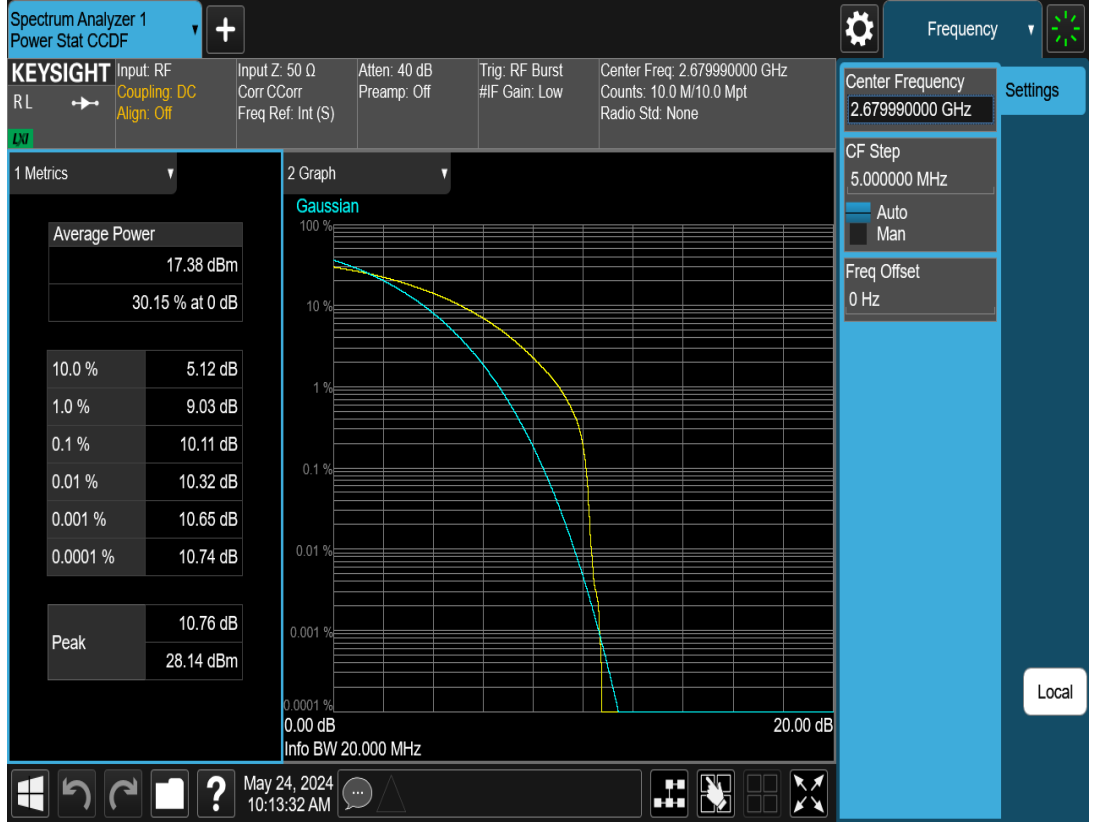 Spectrum Analyzer 1
Power Stat CCDF
+
Frequency
KEYSIGHT
RL
LXI
Input: RF
Coupling: DC
Align: Off
Input Z: 50 Ω
Corr CCorr
Freq Ref: Int (S)
Atten: 40 dB
Preamp: Off
Trig: RF Burst
#IF Gain: Low
Center Freq: 2.679990000 GHz
Counts: 10.0 M/10.0 Mpt
Radio Std: None
Center Frequency
2.679990000 GHz
Settings
CF Step
5.000000 MHz
Auto
Man
Freq Offset
0 Hz
1 Metrics
Average Power
17.38 dBm
30.15 % at 0 dB
10.0 % 5.12 dB
1.0 % 9.03 dB
0.1 % 10.11 dB
0.01 % 10.32 dB
0.001 % 10.65 dB
0.0001 % 10.74 dB
Peak
10.76 dB
28.14 dBm
2 Graph
Gaussian
100 %
10 %
1 %
0.1 %
0.01 %
0.001 %
0.0001 %
0.00 dB 20.00 dB
Info BW 20.000 MHz
Local
?
May 24, 2024
10:13:32 AM